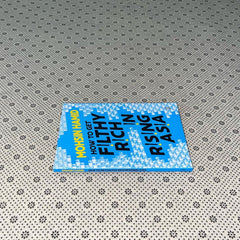 MOHSIN HAMID
HOW TO GET
FILTHY
RICH IN
RISING
ASIA